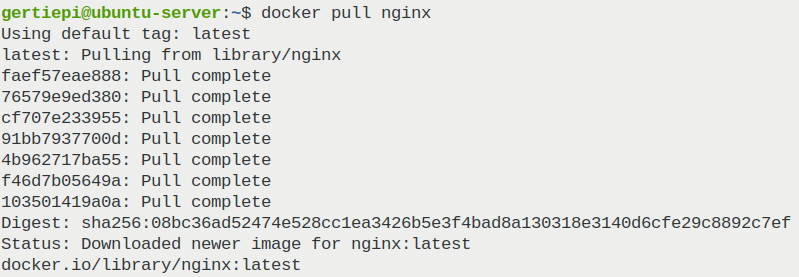 gertiepi@ubuntu-server:~$ docker pull nginx
Using default tag: latest
latest: Pulling from library/nginx
faef57eae888: Pull complete
76579e9ed380: Pull complete
cf707e233955: Pull complete
91bb7937700d: Pull complete
4b962717ba55: Pull complete
f46d7b05649a: Pull complete
103501419a0a: Pull complete
Digest: sha256:08bc36ad52474e528cc1ea3426b5e3f4bad8a130318e3140d6cfe29c8892c7ef
Status: Downloaded newer image for nginx:latest
docker.io/library/nginx:latest